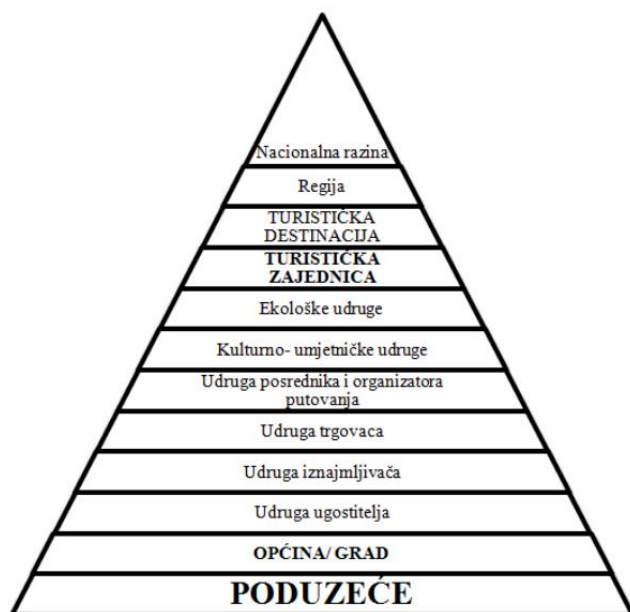 Nacionalna razina
Regija
TURISTIČKA
DESTINACIJA
TURISTIČKA
ZAJEDNICA
Ekološke udruge
Kulturno- umjetničke udruge
Udruga posrednika i organizatora
putovanja
Udruga trgovaca
Udruga iznajmljivača
Udruga ugostitelja
OPĆINA/ GRAD
PODUZEĆE